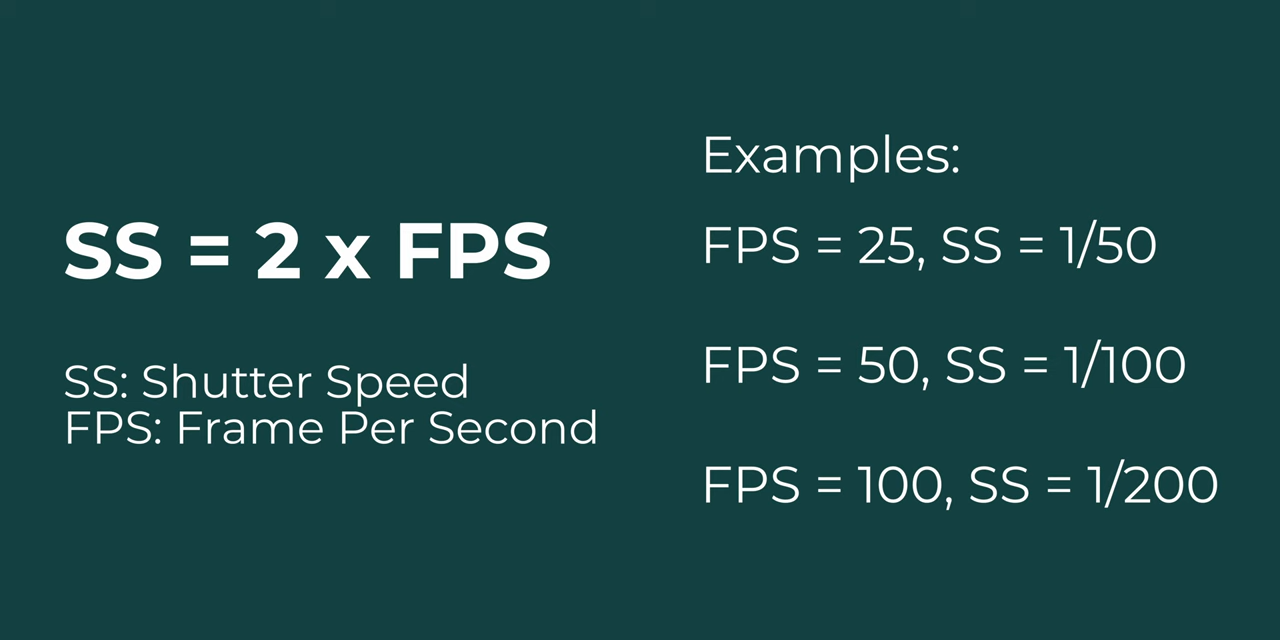 SS = 2 x FPS
SS: Shutter Speed
FPS: Frame Per Second
Examples:
FPS = 25, SS = 1/50
FPS = 50, SS = 1/100
FPS = 100, SS = 1/200